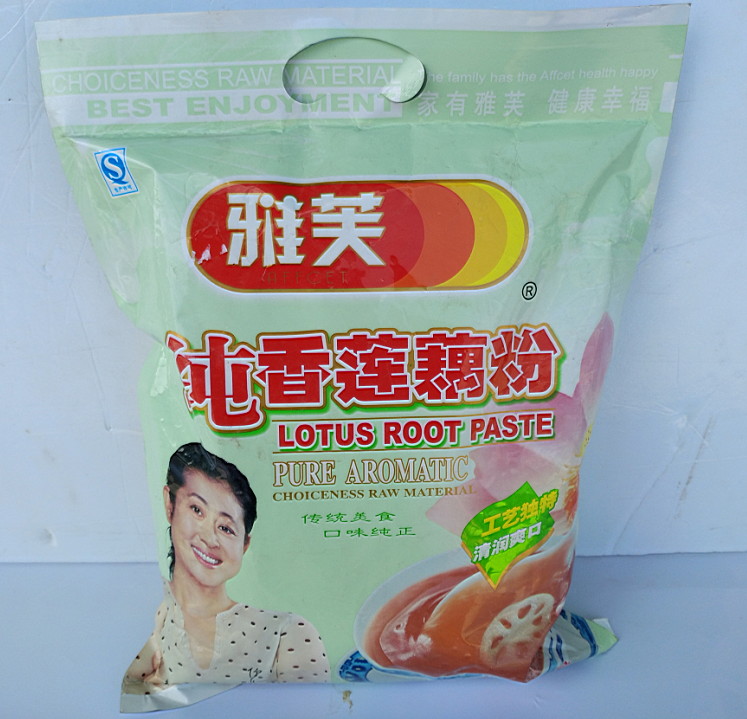 CHOICENESS RAW MATERIAL
BEST ENJOYMENT
he family has the Affcet health happy
家有雅芙 健康幸福
雅芙
AFFCET
®
纯香莲藕粉
LOTUS ROOT PASTE
PURE AROMATIC
CHOICENESS RAW MATERIAL
传统美食
口味纯正
工艺独特
清润爽口